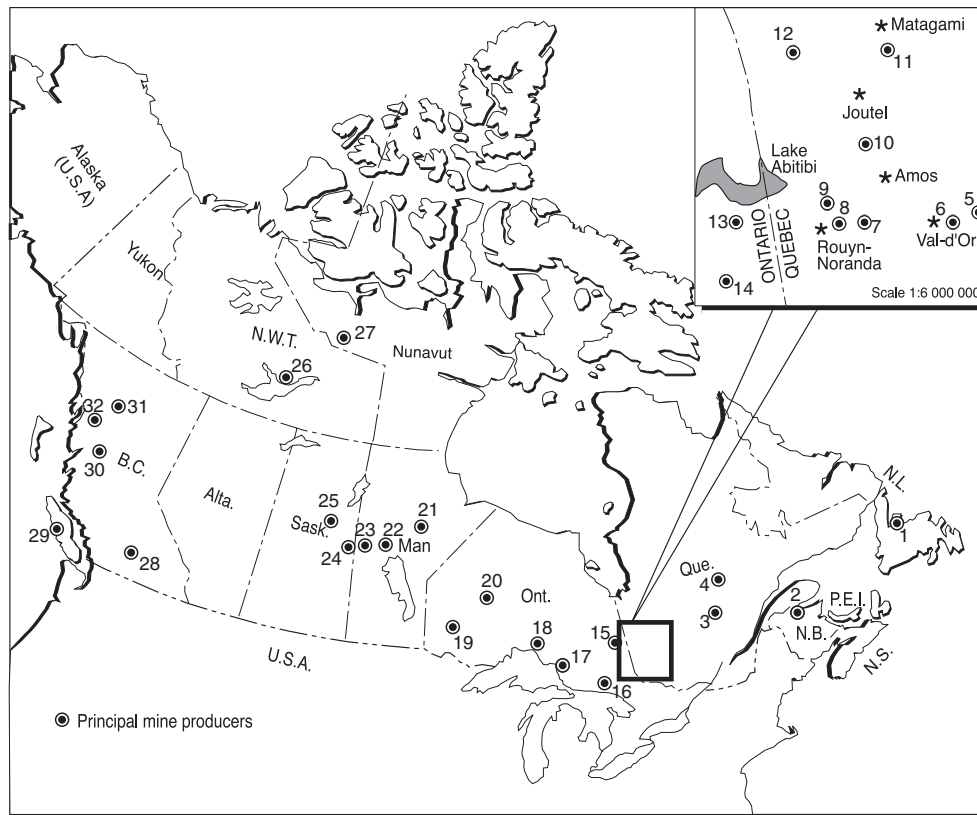 Matagami
12
11
Joutel
10
Lake
Abitibi
Amos
9
8
7
6
5
13
Val-d'Or
Rouyn-
Noranda
ONTARIO
QUEBEC
14
Scale 1:6 000 000
Alaska
(U.S.A)
Yukon
N.W.T.
27
Nunavut
26
32
31
30
B.C.
Alta.
25
Sask.
21
23
22
Man
24
29
28
N.L.
1
20
Ont.
Que.
4
3
2
P.E.I.
N.B.
N.S.
19
18
15
17
16
U.S.A.
Principal mine producers